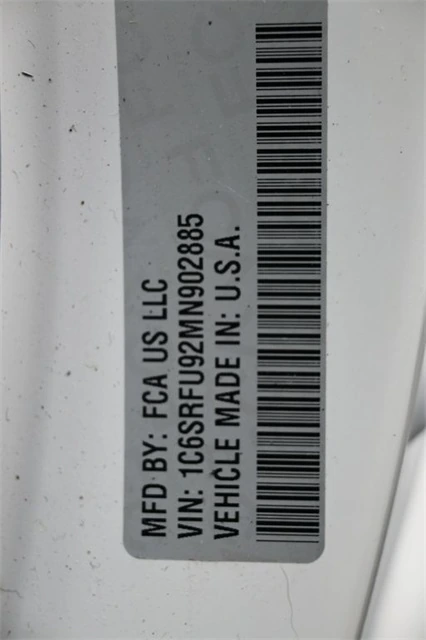 MFD BY: FCA US LLC
VIN: 1C6SRFU92MN902885
VEHICLE MADE IN: U.S.A.